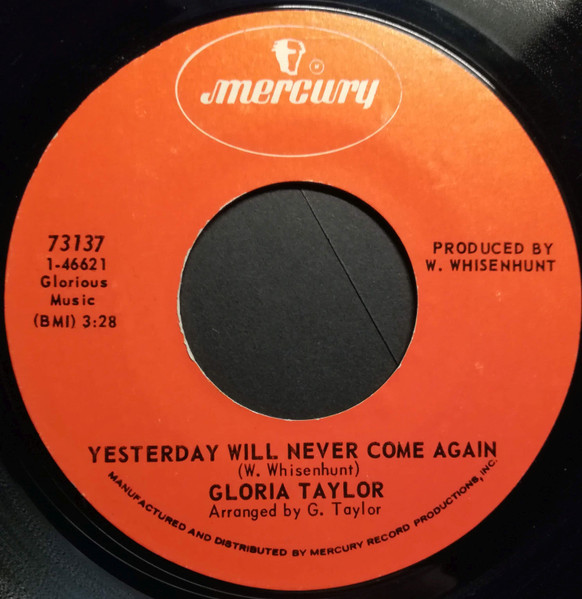 mercury
73137
1-46621
Glorious
Music
(BMI) 3:28
PRODUCED BY
W. WHISENHUNT
YESTERDAY WILL NEVER COME AGAIN
(W. Whisenhunt)
GLORIA TAYLOR
Arranged by G. Taylor
MANUFACTURED AND DISTRIBUTED BY MERCURY RECORD PRODUCTIONS, INC.